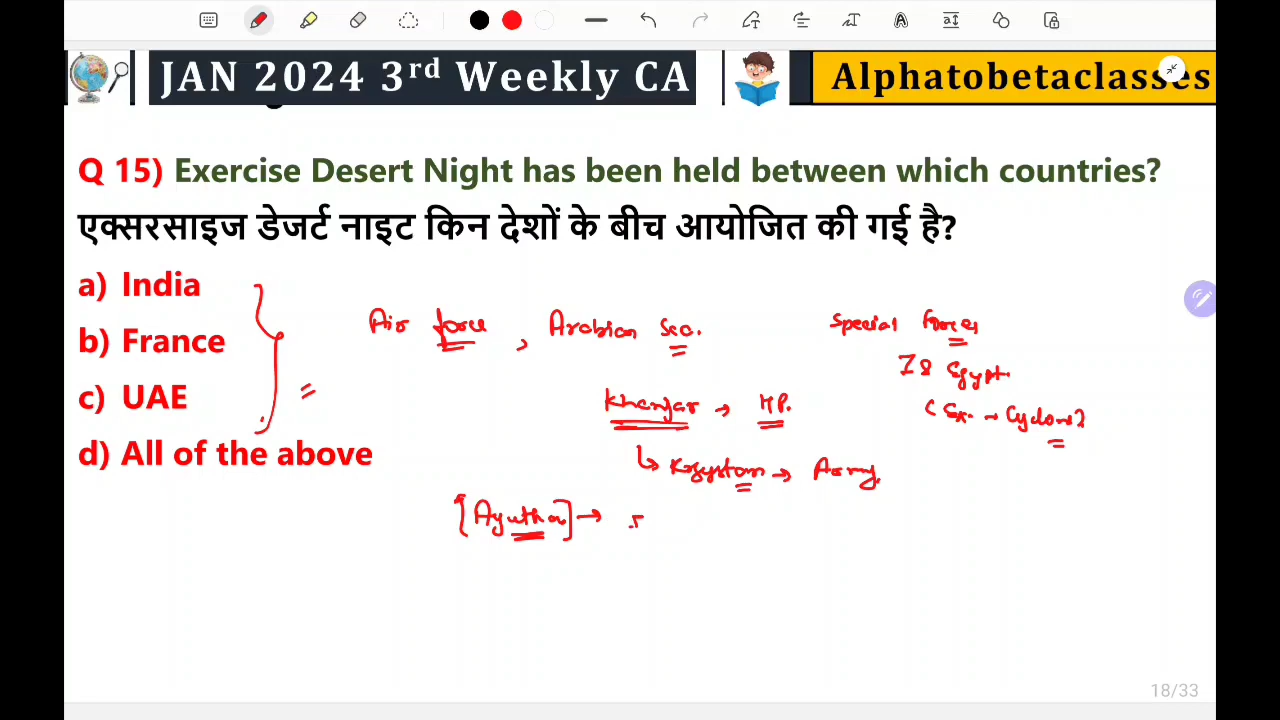 JAN 2024 3rd Weekly CA
Alphatobetaclasses
Q 15) Exercise Desert Night has been held between which countries?
एक्सरसाइज डेजर्ट नाइट किन देशों के बीच आयोजित की गई है?
a) India
b) France
c) UAE
d) All of the above
Air force, Arabian Sea.
Special Forces
Egypt
(Ex. → Cyclone)
Khanjar → HP.
↳ Kyrgystan → Army.
[Ayuthaya] →
18/33